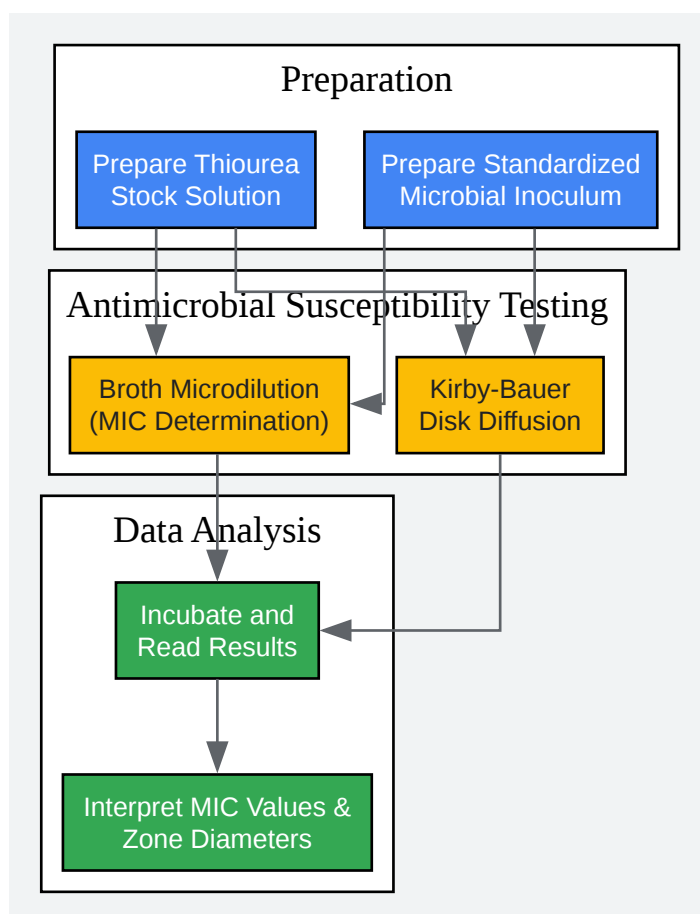 Preparation
Prepare Thiourea
Stock Solution
Prepare Standardized
Microbial Inoculum
Antimicrobial Susceptibility Testing
Broth Microdilution
(MIC Determination)
Kirby-Bauer
Disk Diffusion
Data Analysis
Incubate and
Read Results
Interpret MIC Values &
Zone Diameters